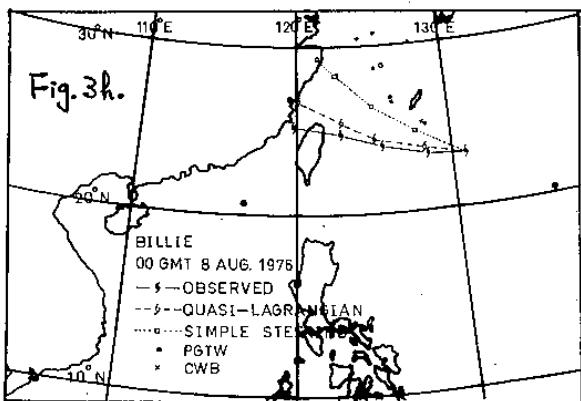 110°E 120°E 130°E
30°N
Fig. 3h.
20°N
BILLIE
00 GMT 8 AUG. 1976
OBSERVED
QUASI-LAGRANGIAN
SIMPLE
PGTW
CWB
10°N